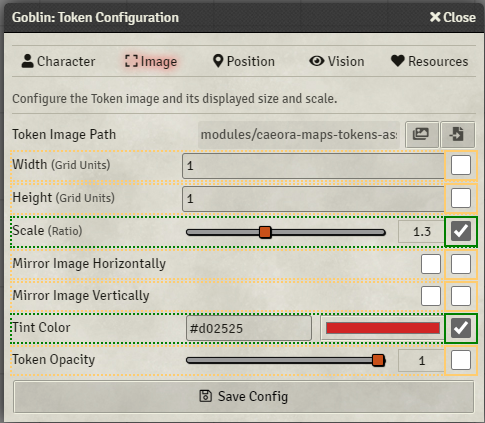 Goblin: Token Configuration Close
Character Image Position Vision Resources
Configure the Token image and its displayed size and scale.
Token Image Path modules/caeora-maps-tokens-as
Width (Grid Units) 1
Height (Grid Units) 1
Scale (Ratio) 1.3
Mirror Image Horizontally
Mirror Image Vertically
Tint Color #d02525
Token Opacity 1
Save Config